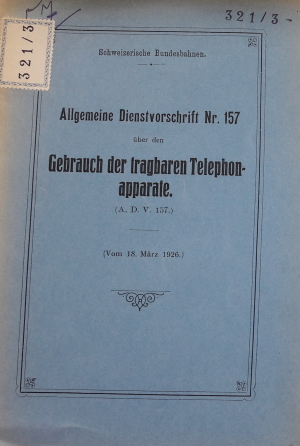 321/3-
321/3
Schweizerische Bundesbahnen.
Allgemeine Dienstvorschrift Nr. 157
über den
Gebrauch der tragbaren Telephon-
apparate.
(A. D. V. 157.)
(Vom 18. März 1926.)